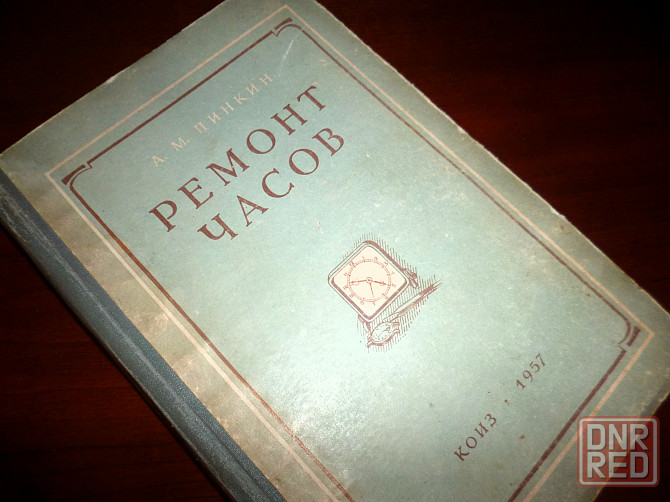 А. М. ПИНКИН
РЕМОНТ
ЧАСОВ
КОИЗ • 1957
DNR
RED